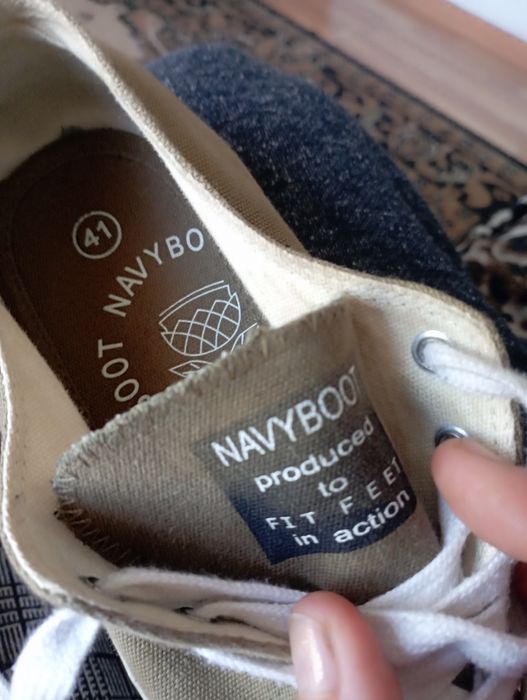 41
NAVYBO
OOT
NAVYBOOT
produced
to
FIT FEET
in action